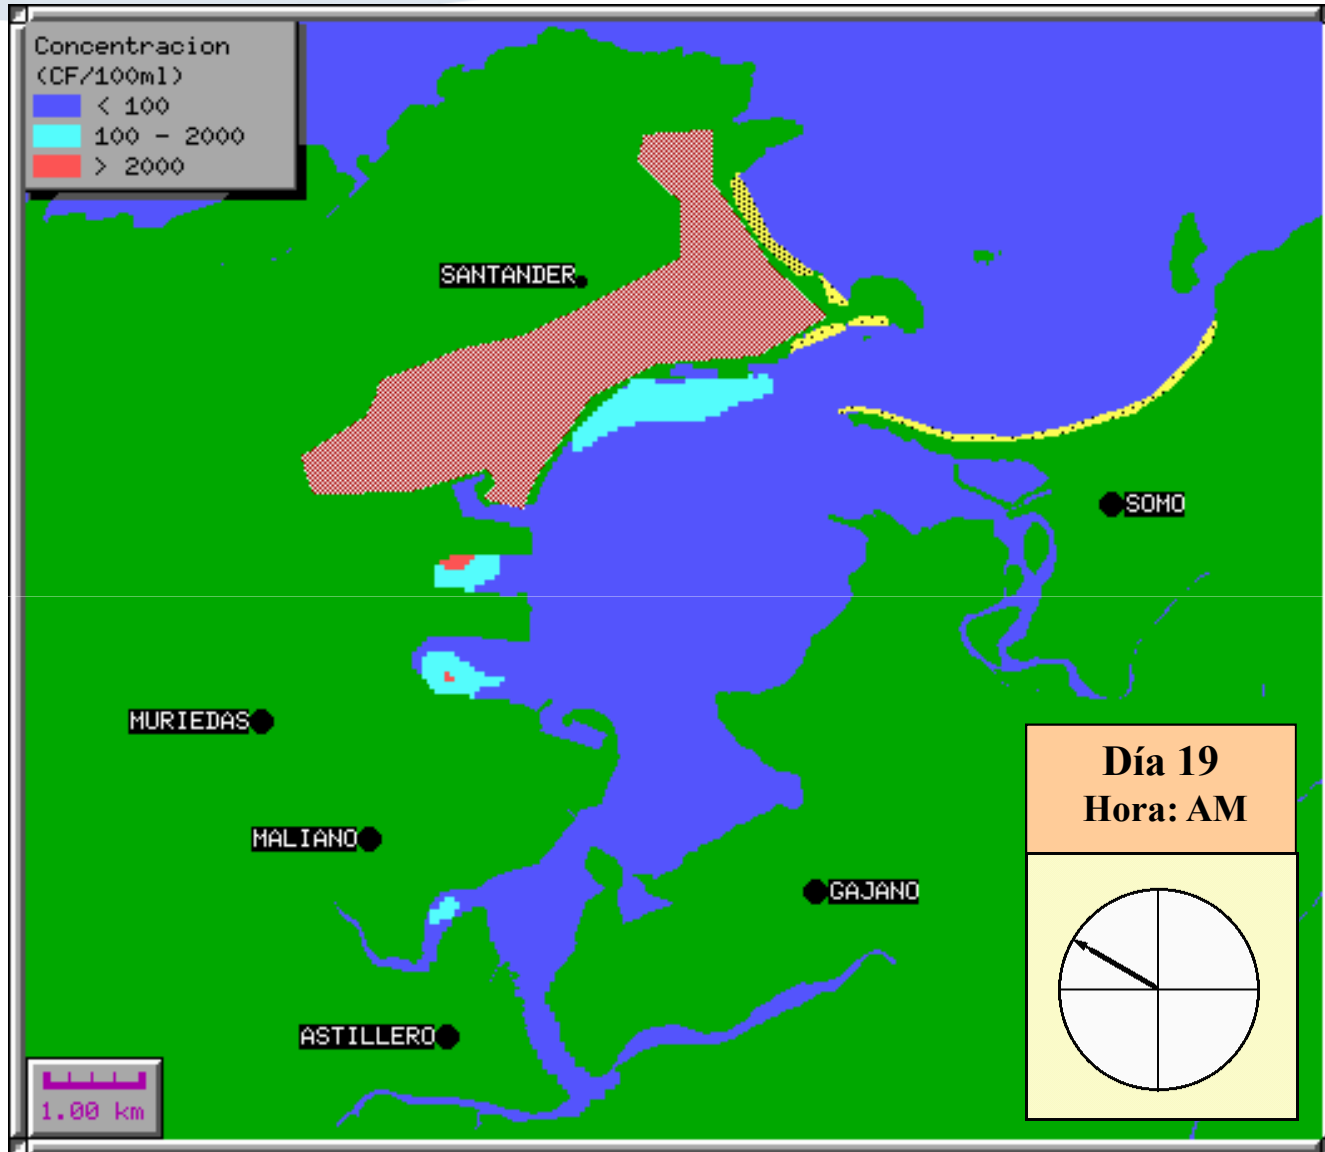 Concentracion
(CF/100ml)
< 100
100 - 2000
> 2000
SANTANDER
SOMO
MURIEDAS
Día 19
Hora: AM
MALIANO
GAJANO
ASTILLERO
1.00 km